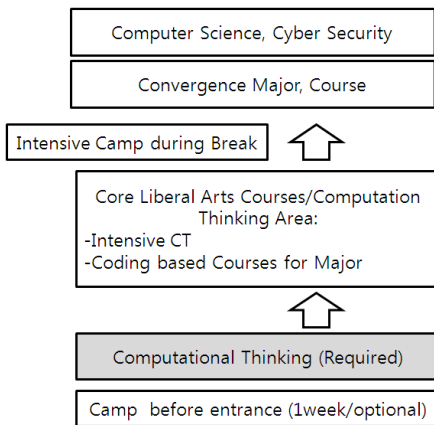 Computer Science, Cyber Security
Convergence Major, Course
Intensive Camp during Break
Core Liberal Arts Courses/Computation
Thinking Area:
-Intensive CT
-Coding based Courses for Major
Computational Thinking (Required)
Camp before entrance (1week/optional)